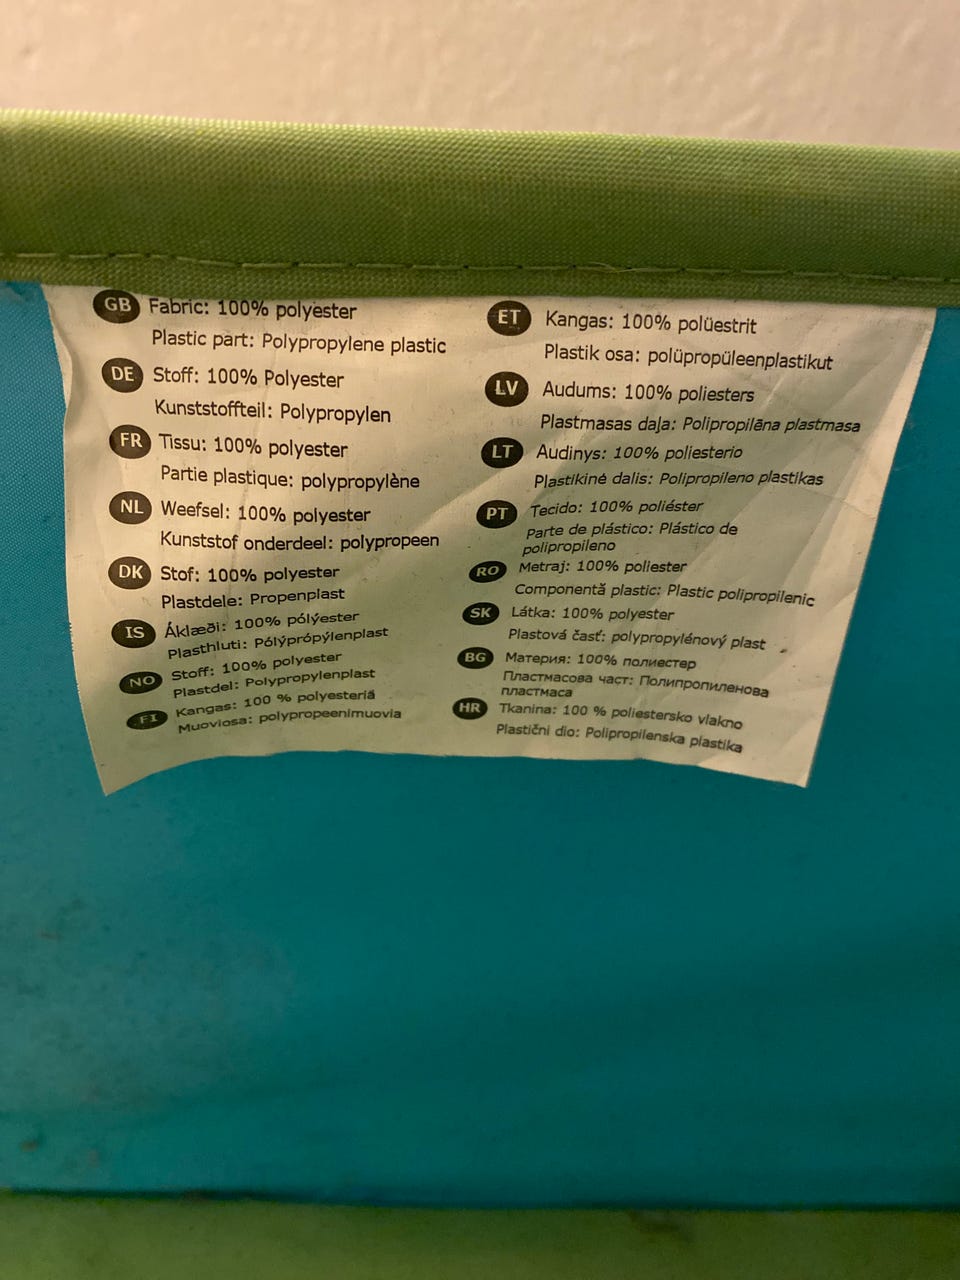 GB Fabric: 100% polyester
Plastic part: Polypropylene plastic
DE Stoff: 100% Polyester
Kunststoffteil: Polypropylen
FR Tissu: 100% polyester
Partie plastique: polypropylène
NL Weefsel: 100% polyester
Kunststof onderdeel: polypropeen
DK Stof: 100% polyester
Plastdele: Propenplast
IS Áklæði: 100% pólýester
Plasthluti: Pólýprópýlenplast
NO Stoff: 100% polyester
Plastdel: Polypropylenplast
FI Kangas: 100 % polyesteriä
Muoviosa: polypropeenimuovia
ET Kangas: 100% polüestrit
Plastik osa: polüpropüleenplastikut
LV Audums: 100% poliesters
Plastmasas daļa: Polipropilēna plastmasa
LT Audinys: 100% poliesterio
Plastikinė dalis: Polipropileno plastikas
PT Tecido: 100% poliéster
Parte de plástico: Plástico de
polipropileno
RO Metraj: 100% poliester
Componentă plastic: Plastic polipropilenic
SK Látka: 100% polyester
Plastová časť: polypropylénový plast
BG Материя: 100% полиестер
Пластмасова част: Полипропиленова
пластмаса
HR Tkanina: 100 % poliestersko vlakno
Plastični dio: Polipropilenska plastika